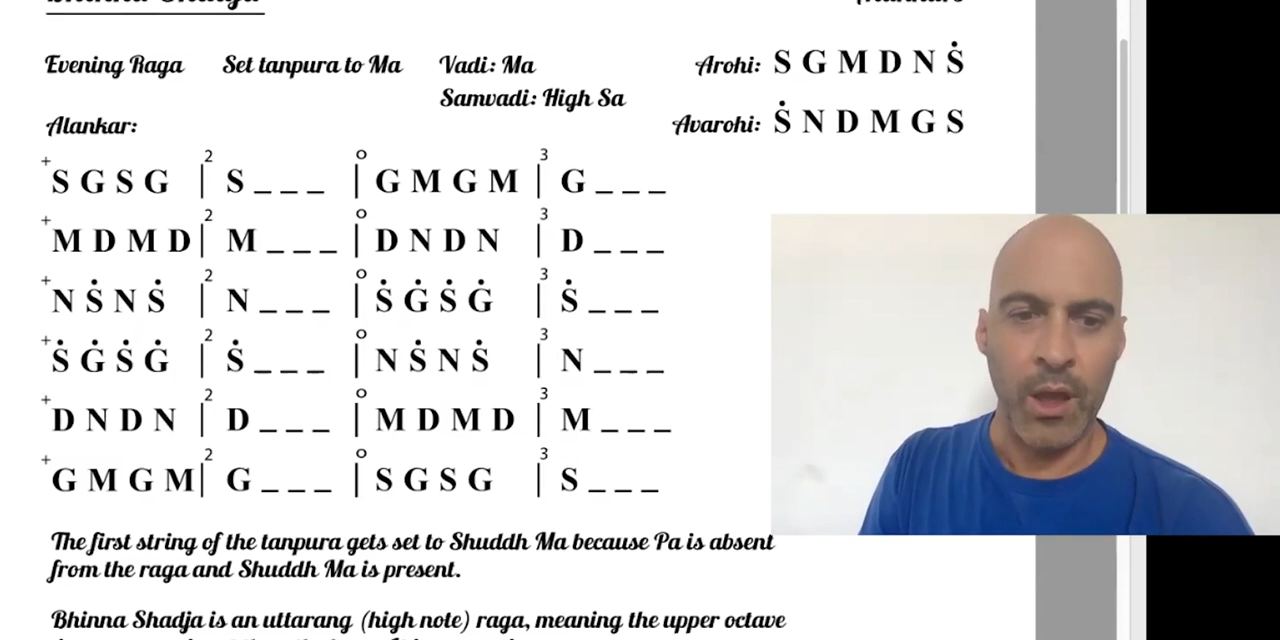 Evening Raga Set tanpura to Ma Vadi: Ma Arohi: S G M D N Ṡ
Samvadi: High Sa
Alankar: Avarohi: Ṡ N D M G S
+ 2 o 3
S G S G | S _ _ _ | G M G M | G _ _ _
+ 2 o 3
M D M D | M _ _ _ | D N D N | D _ _ _
+ 2 o 3
N Ṡ N Ṡ | N _ _ _ | Ṡ Ġ Ṡ Ġ | Ṡ _ _ _
+ 2 o 3
Ṡ Ġ Ṡ Ġ | Ṡ _ _ _ | N Ṡ N Ṡ | N _ _ _
+ 2 o 3
D N D N | D _ _ _ | M D M D | M _ _ _
+ 2 o 3
G M G M | G _ _ _ | S G S G | S _ _ _
The first string of the tanpura gets set to Shuddh Ma because Pa is absent
from the raga and Shuddh Ma is present.
Bhinna Shadja is an uttarang (high note) raga, meaning the upper octave